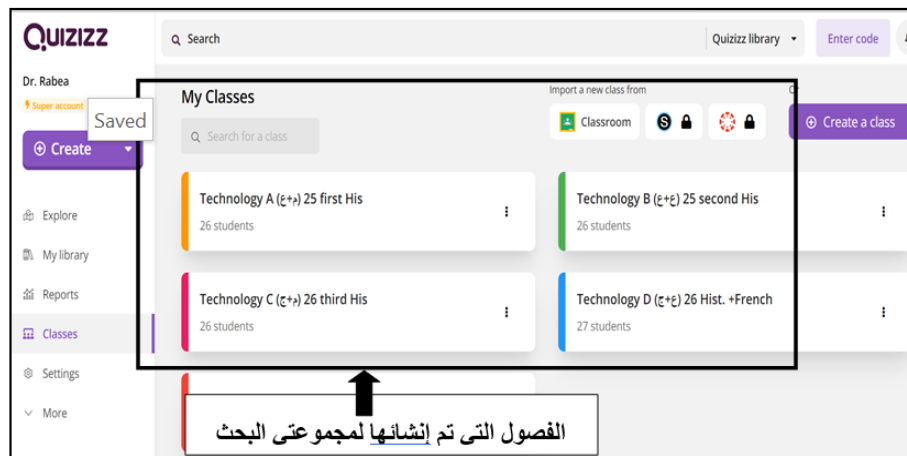 QUIZIZZ
Search
Quizizz library
Enter code
Dr. Rabea
Super account
Saved
Create
Explore
My library
Reports
Classes
Settings
More
My Classes
Search for a class
Import a new class from
Or
Classroom
Create a class
Technology A (م+ع) 25 first His
26 students
Technology B (ع+ع) 25 second His
26 students
Technology C (م+ج) 26 third His
26 students
Technology D (ع+ج) 26 Hist. +French
27 students
الفصول التى تم إنشائها لمجموعتى البحث